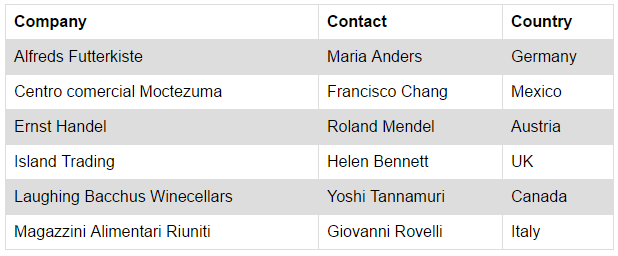 Company Contact Country
Alfreds Futterkiste Maria Anders Germany
Centro comercial Moctezuma Francisco Chang Mexico
Ernst Handel Roland Mendel Austria
Island Trading Helen Bennett UK
Laughing Bacchus Winecellars Yoshi Tannamuri Canada
Magazzini Alimentari Riuniti Giovanni Rovelli Italy